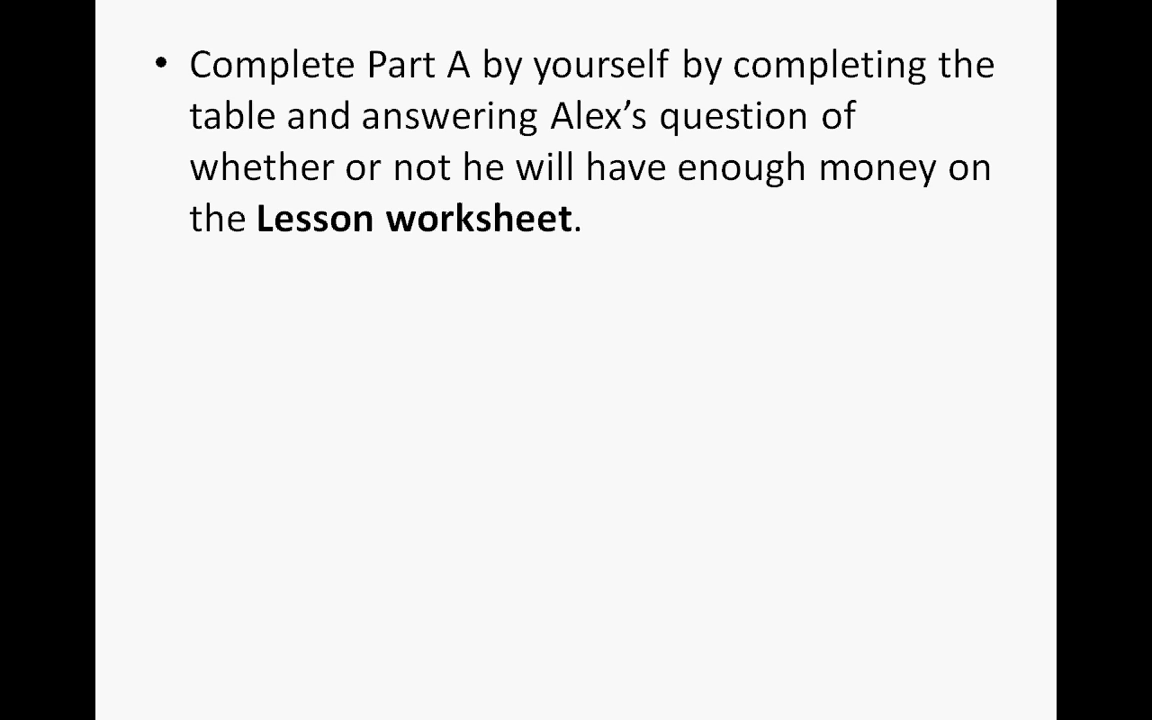 • Complete Part A by yourself by completing the
table and answering Alex’s question of
whether or not he will have enough money on
the Lesson worksheet.